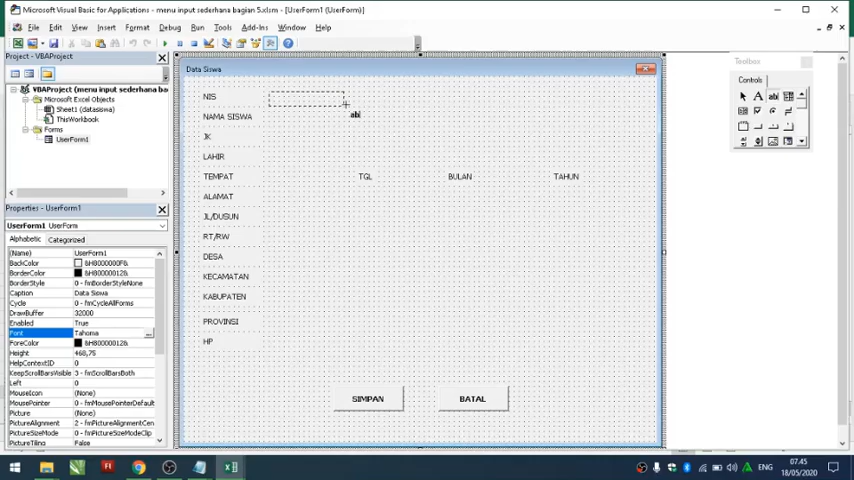 Microsoft Visual Basic for Applications - menu input sederhana bagian 5.xlsm - [UserForm1 (UserForm)]
File Edit View Insert Format Debug Run Tools Add-Ins Window Help
Project - VBAProject
VBAProject (menu input sederhana ba
Microsoft Excel Objects
Sheet1 (datasiswa)
ThisWorkbook
Forms
UserForm1
Properties - UserForm1
UserForm1 UserForm
Alphabetic Categorized
(Name) UserForm1
BackColor &H8000000F&
BorderColor &H80000012&
BorderStyle 0 - fmBorderStyleNone
Caption Data Siswa
Cycle 0 - fmCycleAllForms
DrawBuffer 32000
Enabled True
Font Tahoma ...
ForeColor &H80000012&
Height 468,75
HelpContextID 0
KeepScrollBarsVisible 3 - fmScrollBarsBoth
Left 0
MouseIcon (None)
MousePointer 0 - fmMousePointerDefault
Picture (None)
PictureAlignment 2 - fmPictureAlignmentCen
PictureSizeMode 0 - fmPictureSizeModeClip
PictureTiling False
Data Siswa
NIS
ab
NAMA SISWA
JK
LAHIR
TEMPAT TGL BULAN TAHUN
ALAMAT
JL/DUSUN
RT/RW
DESA
KECAMATAN
KABUPATEN
PROVINSI
HP
SIMPAN BATAL
Toolbox
Controls
A ab
ENG
07.45
18/05/2020